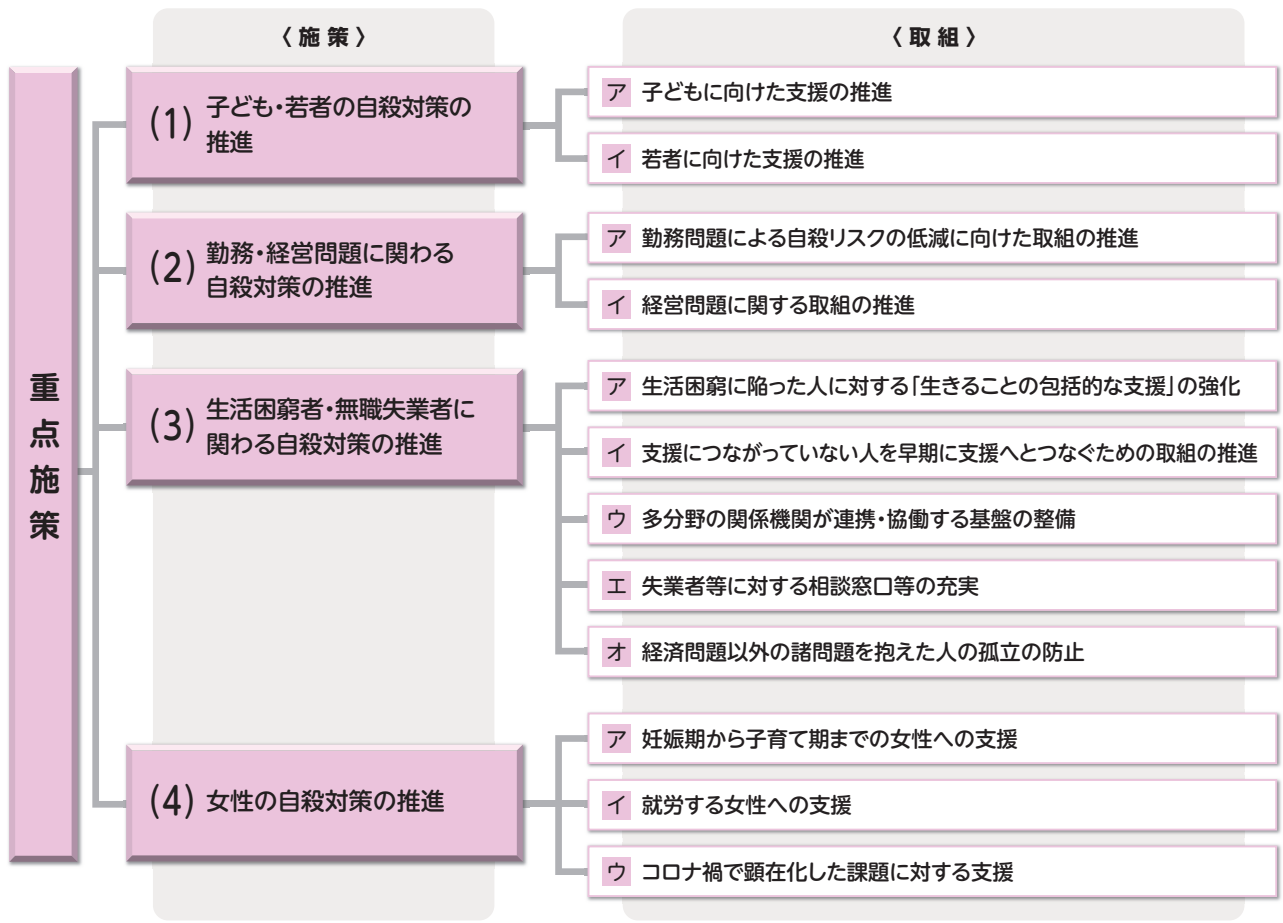 〈施策〉
〈取組〉
重点施策
(1) 子ども・若者の自殺対策の
推進
ア 子どもに向けた支援の推進
イ 若者に向けた支援の推進
(2) 勤務・経営問題に関わる
自殺対策の推進
ア 勤務問題による自殺リスクの低減に向けた取組の推進
イ 経営問題に関する取組の推進
(3) 生活困窮者・無職失業者に
関わる自殺対策の推進
ア 生活困窮に陥った人に対する「生きることの包括的な支援」の強化
イ 支援につながっていない人を早期に支援へとつなぐための取組の推進
ウ 多分野の関係機関が連携・協働する基盤の整備
エ 失業者等に対する相談窓口等の充実
オ 経済問題以外の諸問題を抱えた人の孤立の防止
(4) 女性の自殺対策の推進
ア 妊娠期から子育て期までの女性への支援
イ 就労する女性への支援
ウ コロナ禍で顕在化した課題に対する支援